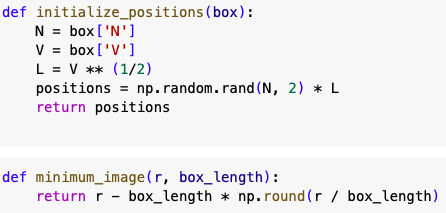 def initialize_positions(box):
    N = box['N']
    V = box['V']
    L = V ** (1/2)
    positions = np.random.rand(N, 2) * L
    return positions
def minimum_image(r, box_length):
    return r - box_length * np.round(r / box_length)